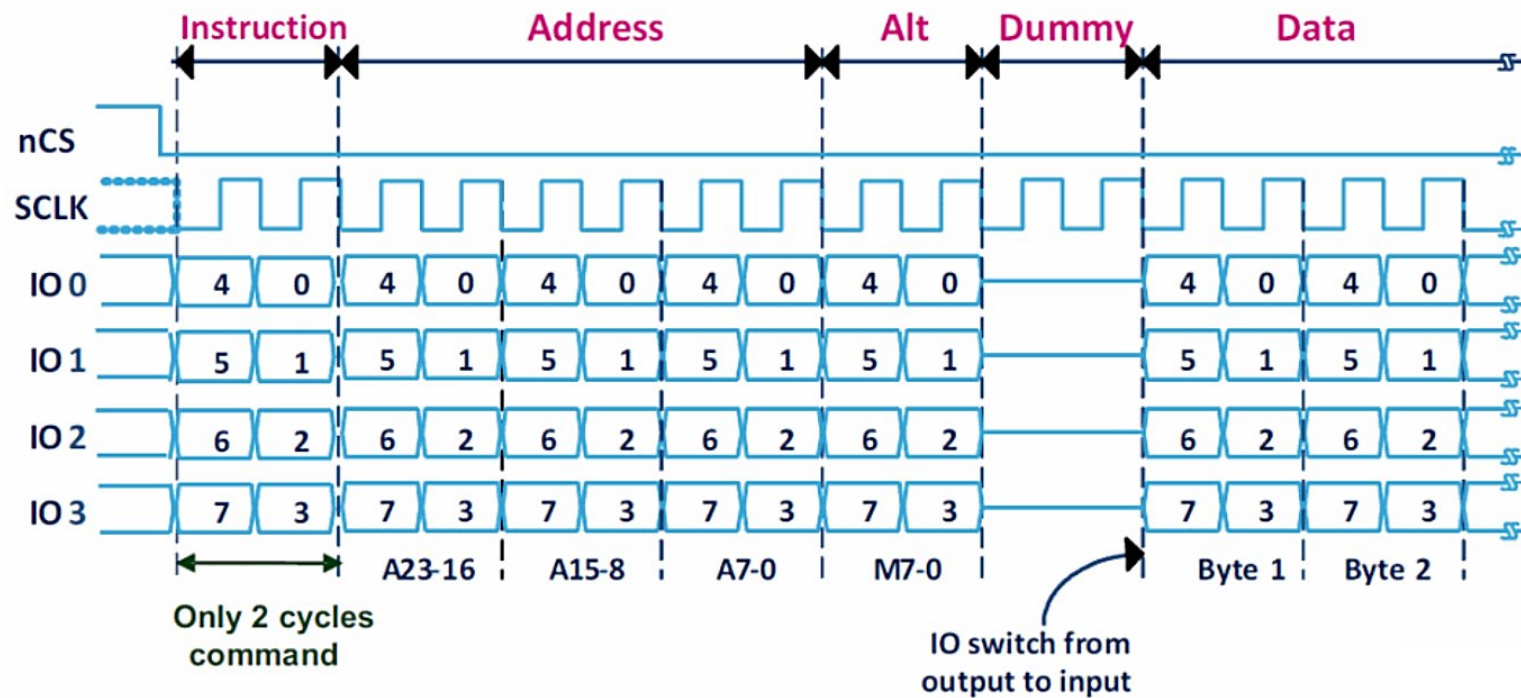 Instruction Address Alt Dummy Data
nCS
SCLK
IO 0 4 0 4 0 4 0 4 0 4 0 4 0 4 0
IO 1 5 1 5 1 5 1 5 1 5 1 5 1 5 1
IO 2 6 2 6 2 6 2 6 2 6 2 6 2 6 2
IO 3 7 3 7 3 7 3 7 3 7 3 7 3 7 3
A23-16 A15-8 A7-0 M7-0 Byte 1 Byte 2
Only 2 cycles
command
IO switch from
output to input